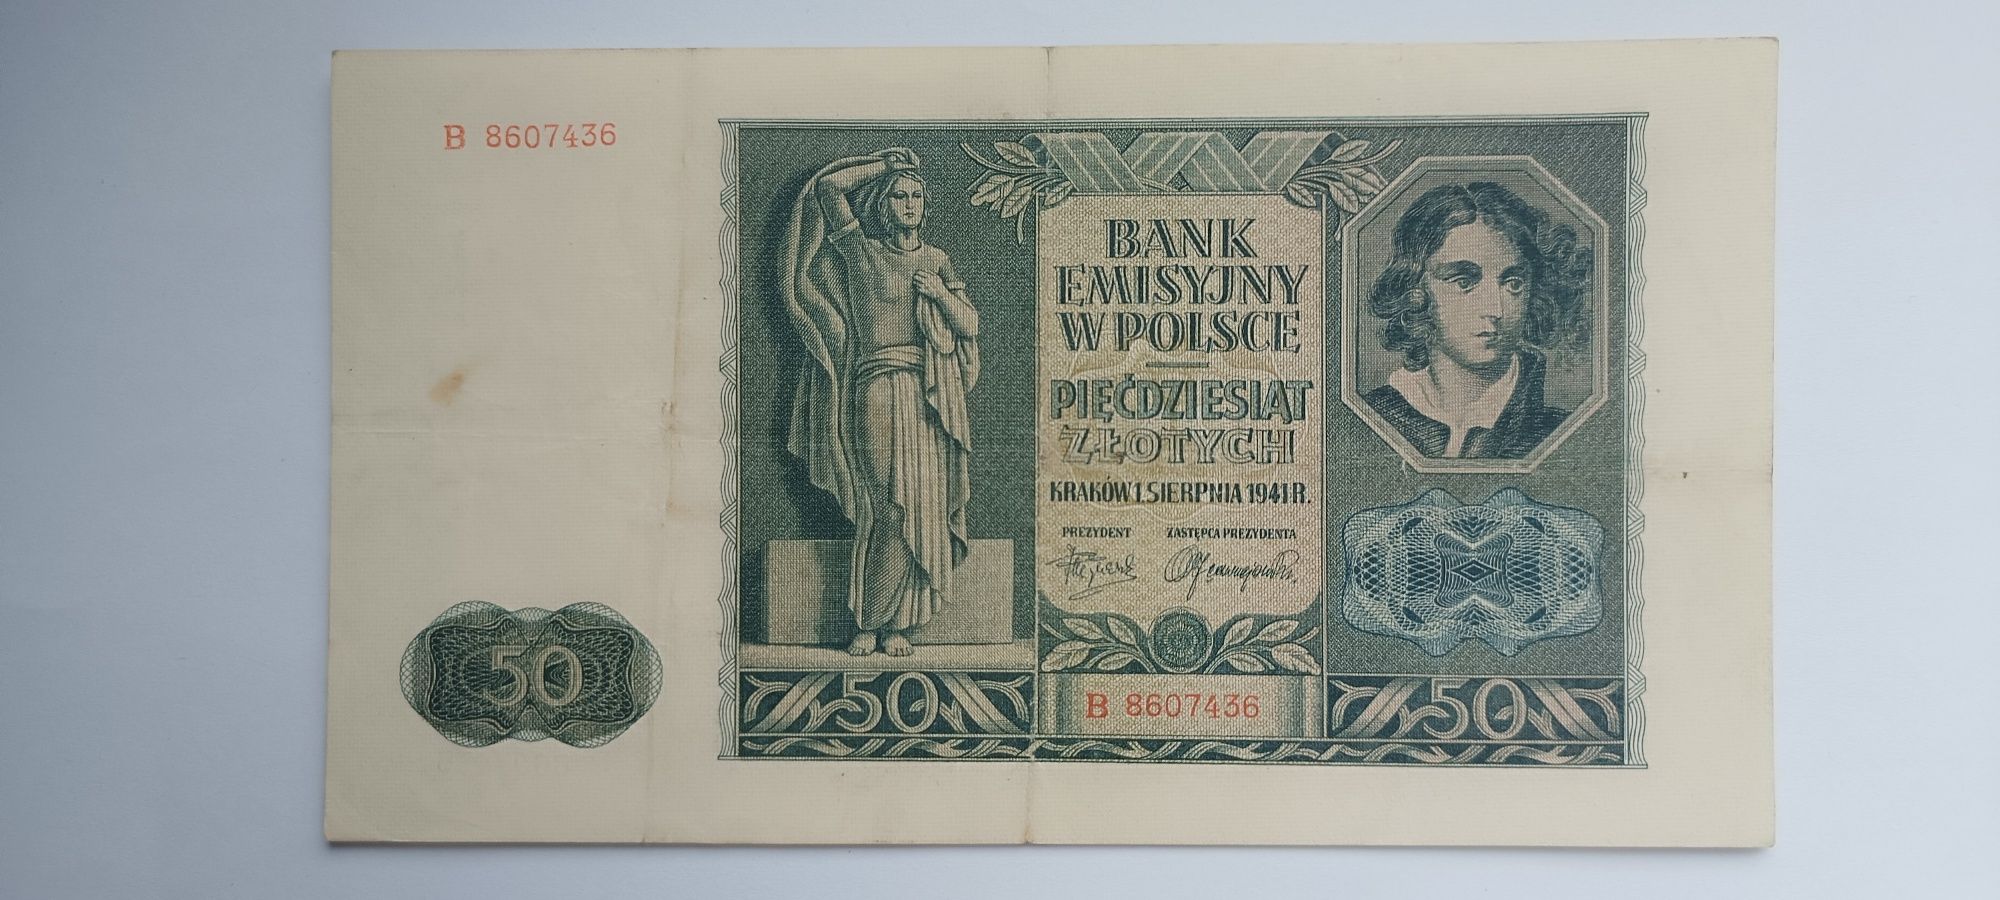 B 8607436
BANK
EMISYJNY
W POLSCE
PIĘĆDZIESIĄT
ZŁOTYCH
KRAKÓW 1. SIERPNIA 1941 R.
PREZYDENT ZASTĘPCA PREZYDENTA
50
50
B 8607436
50